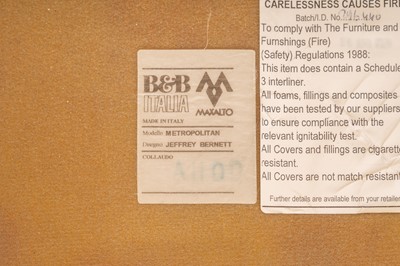 B&B
ITALIA
MAXALTO
MADE IN ITALY
Modello: METROPOLITAN
Designer: JEFFREY BERNETT
COLLAUDO
CARELESSNESS CAUSES FIRE
Batch/I.D. No.
To comply with The Furniture and
Furnshings (Fire)
(Safety) Regulations 1988:
This item does contain a Schedule
3 interliner.
All foams, fillings and composites
have been tested by our suppliers
to ensure compliance with the
relevant ignitability test.
All Covers and fillings are cigarette
resistant.
All Covers are not match resistant
Further details are available from your retailer